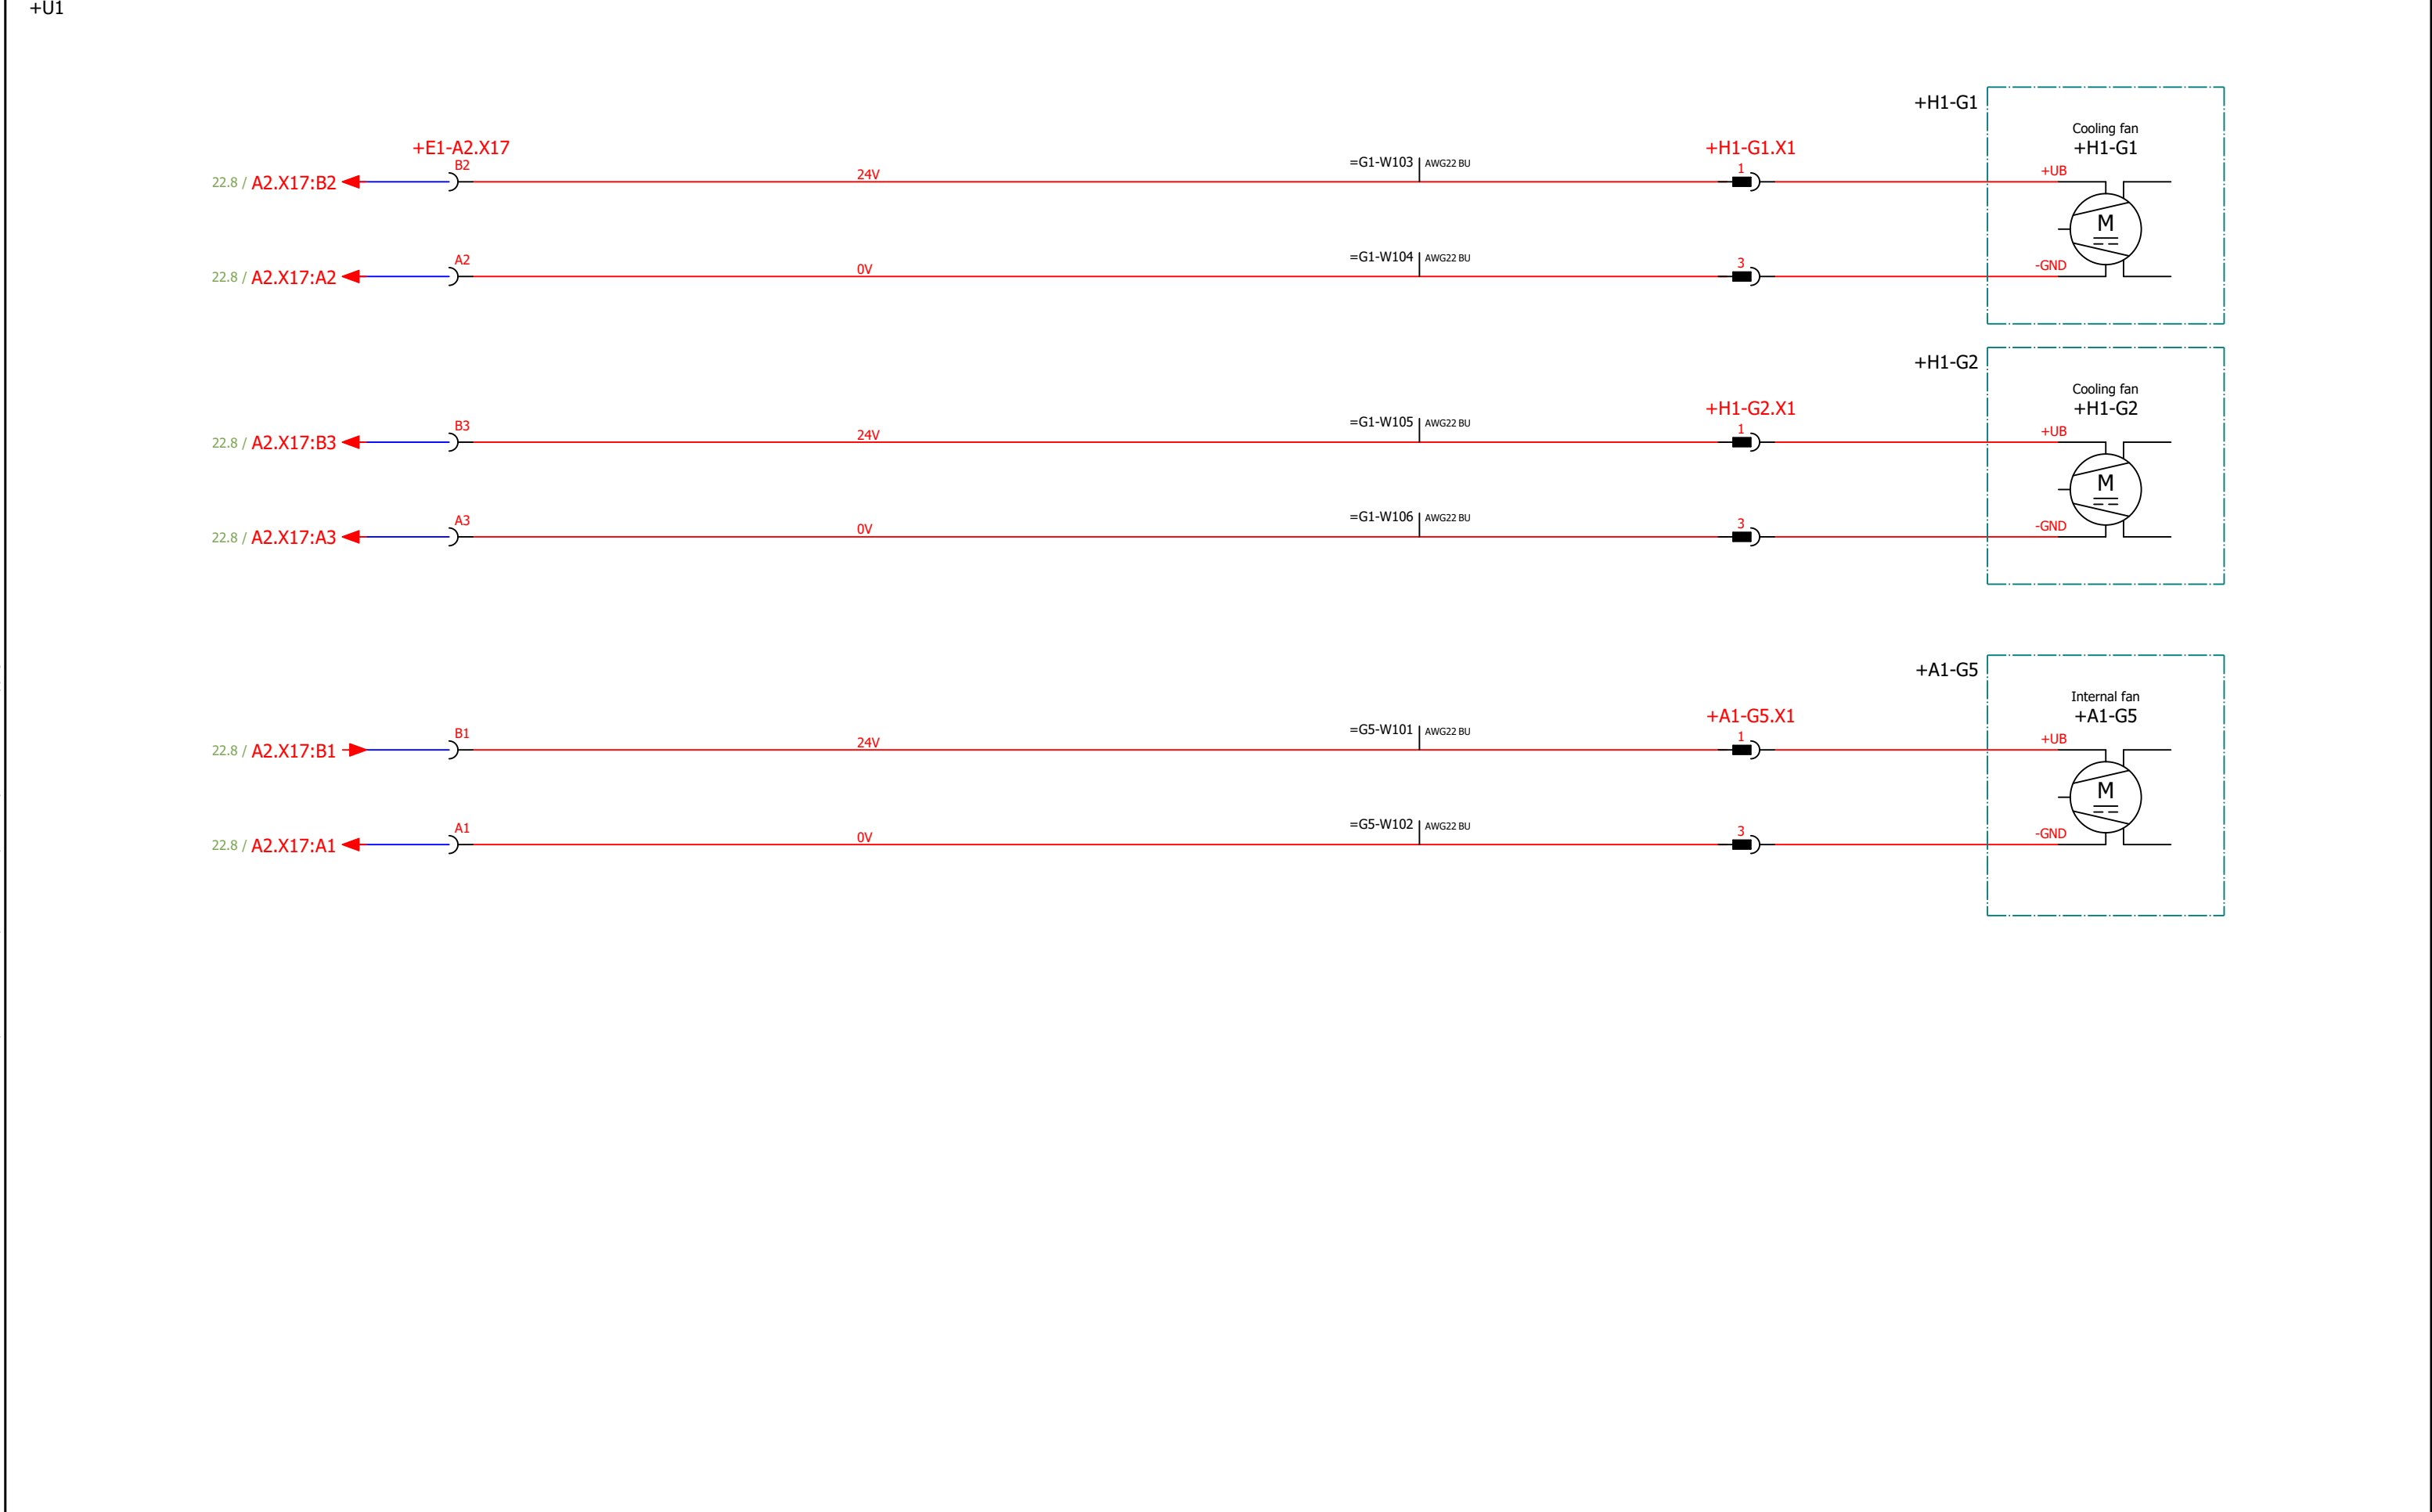 +U1
+H1-G1
Cooling fan
+H1-G1
+E1-A2.X17
+H1-G1.X1
B2
=G1-W103 AWG22 BU
1
+UB
22.8 / A2.X17:B2
24V
M
A2
=G1-W104 AWG22 BU
3
-GND
22.8 / A2.X17:A2
0V
+H1-G2
Cooling fan
+H1-G2
+H1-G2.X1
B3
=G1-W105 AWG22 BU
1
+UB
22.8 / A2.X17:B3
24V
M
A3
=G1-W106 AWG22 BU
3
-GND
22.8 / A2.X17:A3
0V
+A1-G5
Internal fan
+A1-G5
+A1-G5.X1
B1
=G5-W101 AWG22 BU
1
+UB
22.8 / A2.X17:B1
24V
M
A1
=G5-W102 AWG22 BU
3
-GND
22.8 / A2.X17:A1
0V